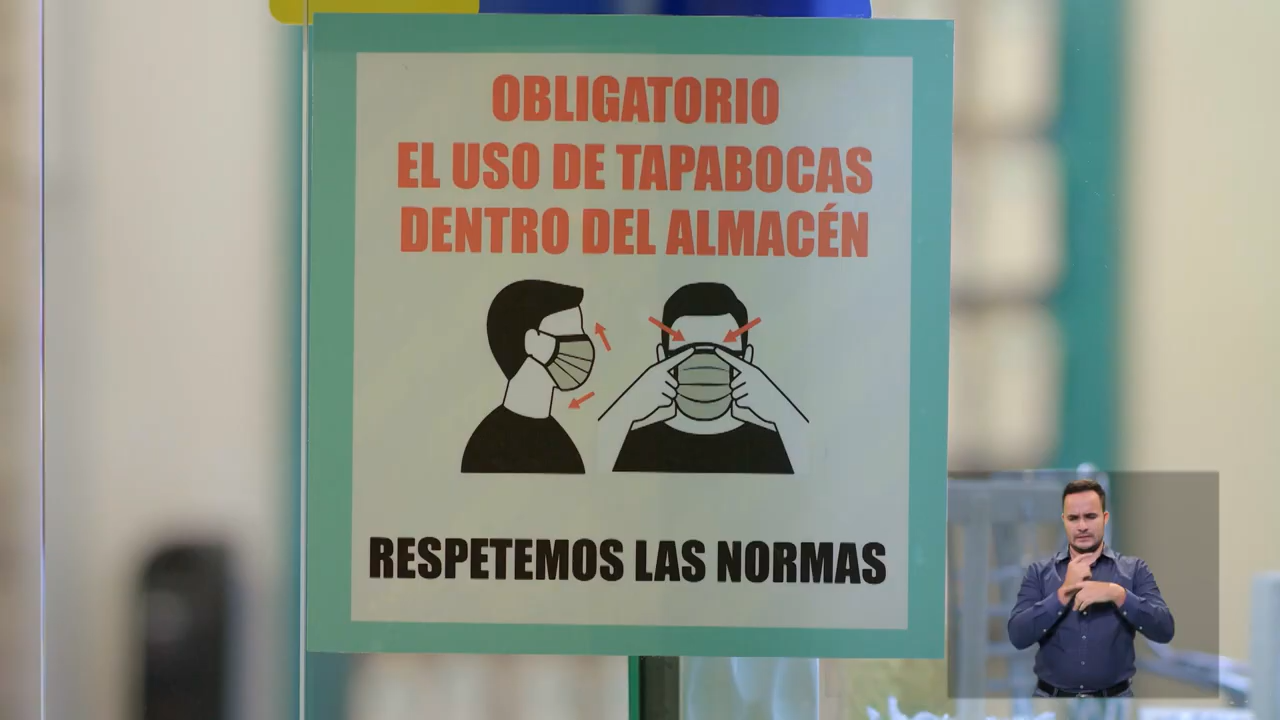 OBLIGATORIO
EL USO DE TAPABOCAS
DENTRO DEL ALMACÉN
RESPETEMOS LAS NORMAS